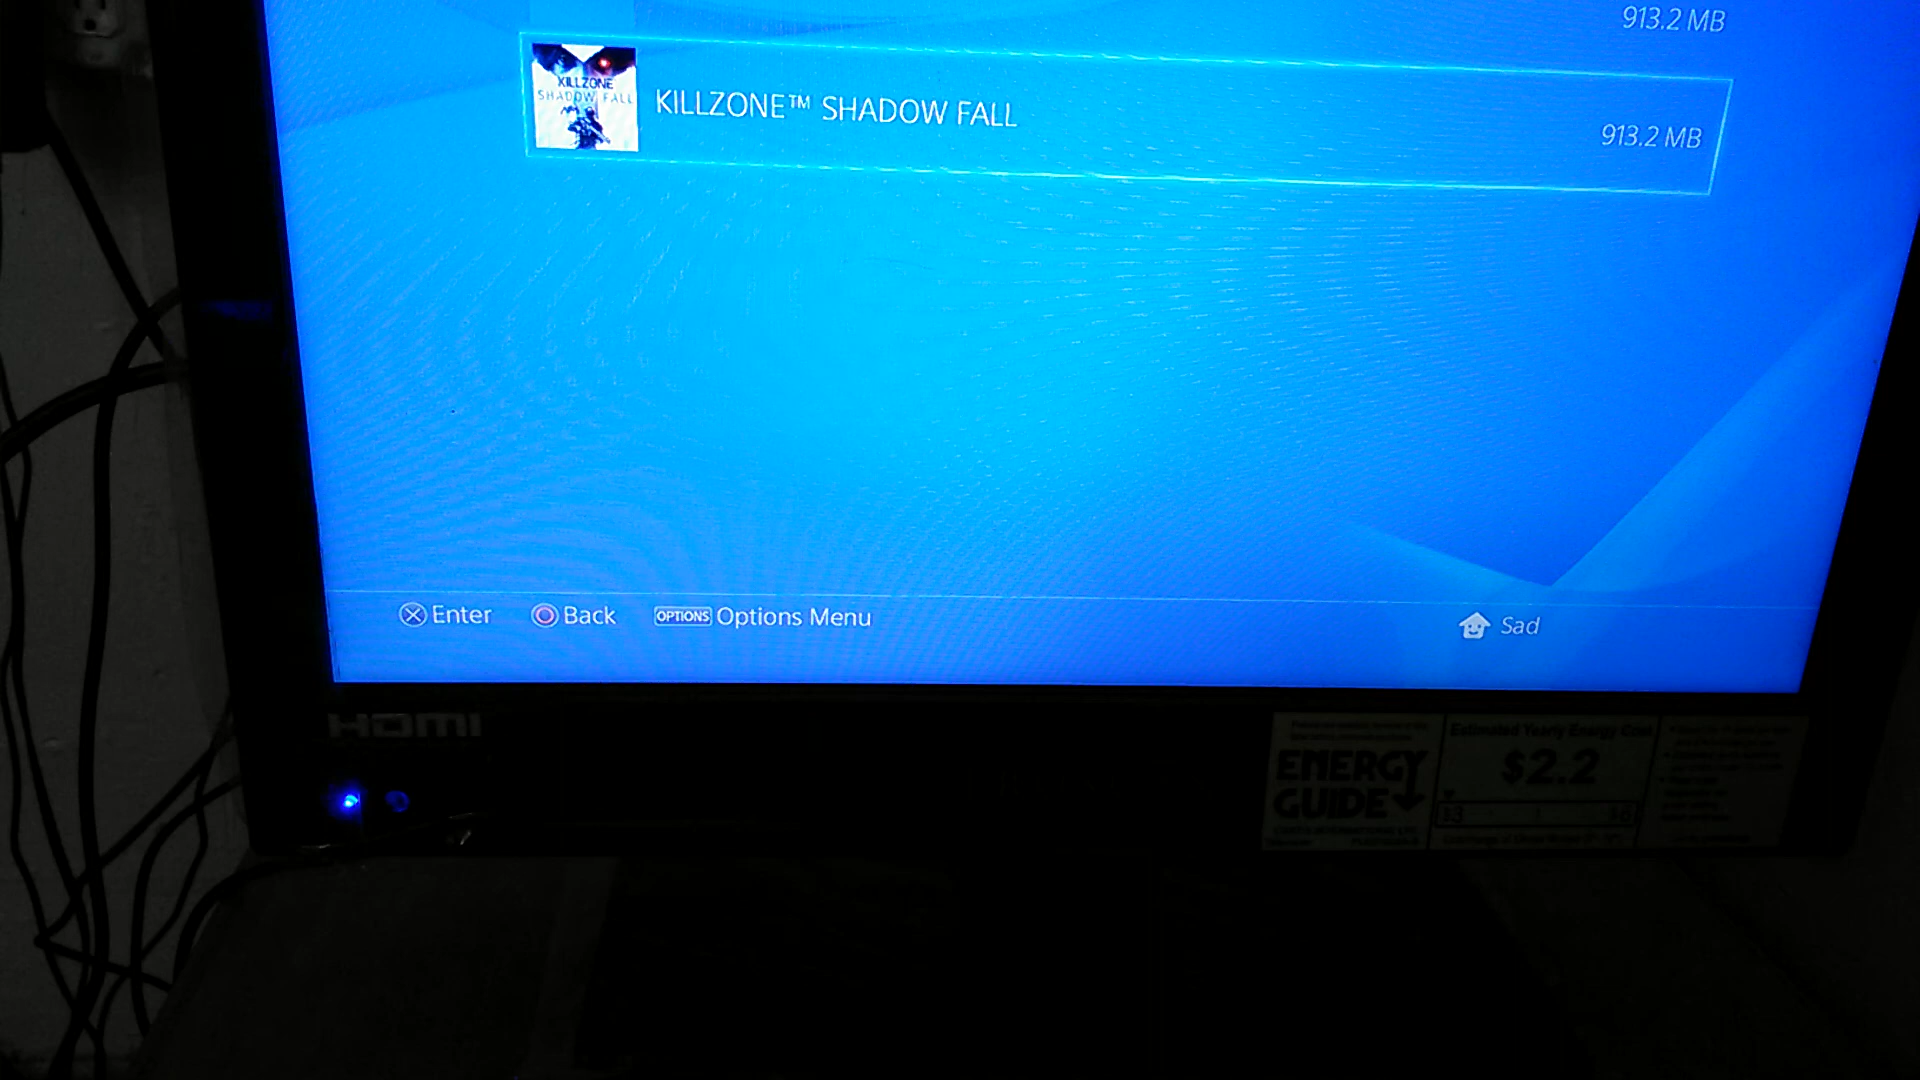 913.2 MB
KILLZONE
SHADOW FALL
KILLZONE™ SHADOW FALL
913.2 MB
Enter
Back
OPTIONS Options Menu
Sad
HDMI
ENERGY
GUIDE
Estimated Yearly Energy Cost
$2.2